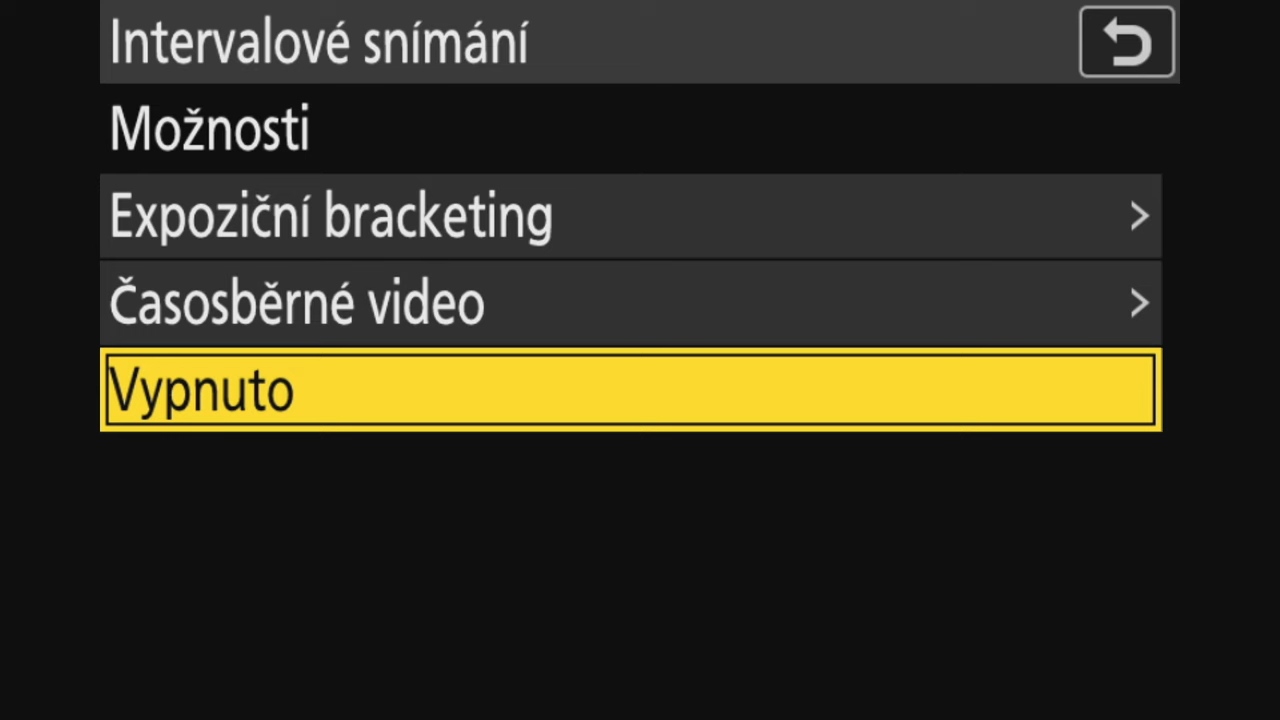 Intervalové snímání
Možnosti
Expoziční bracketing
Časosběrné video
Vypnuto